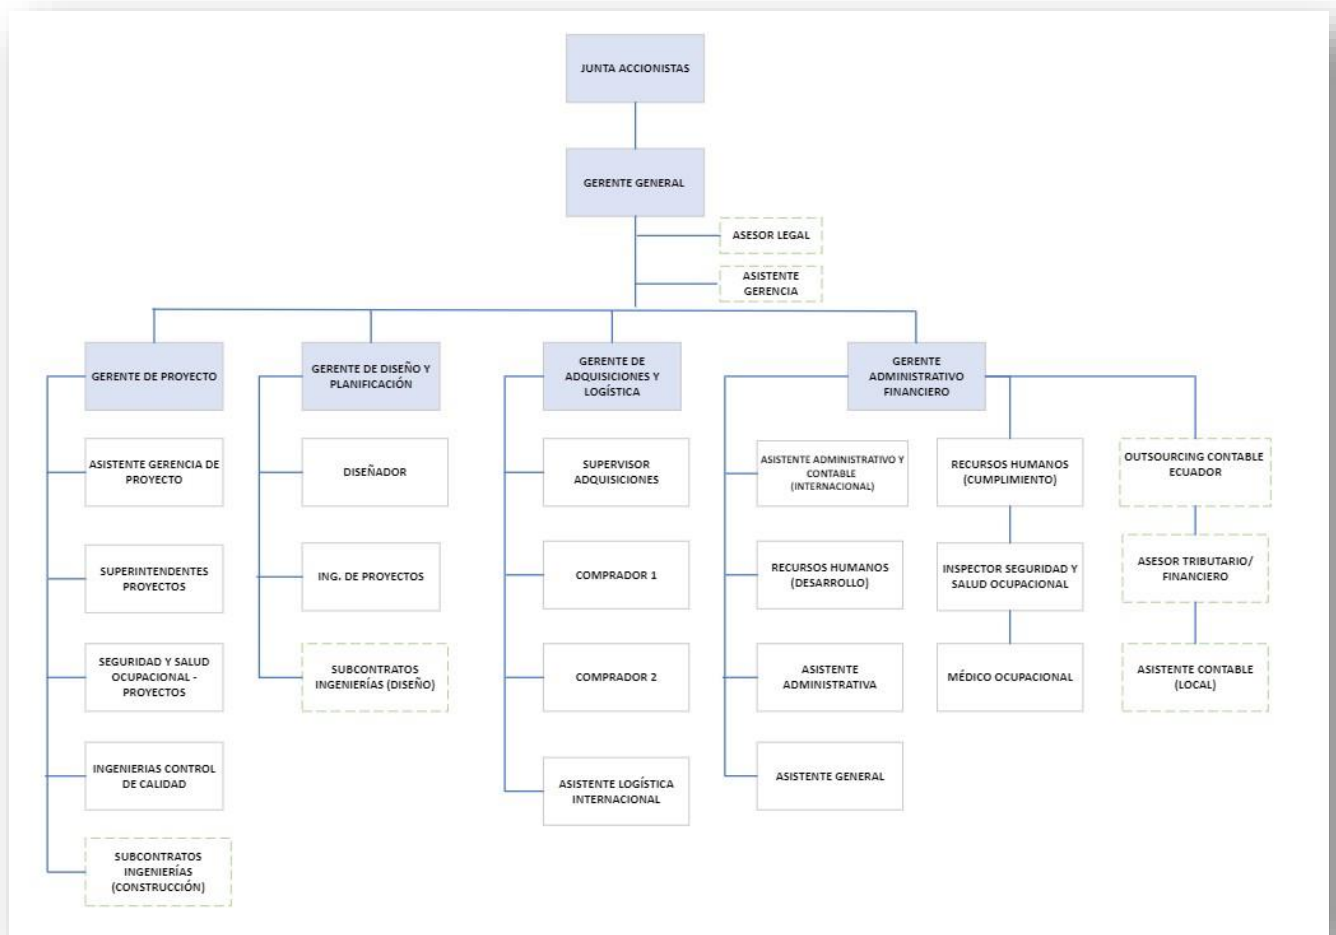 JUNTA ACCIONISTAS
GERENTE GENERAL
ASESOR LEGAL
ASISTENTE
GERENCIA
GERENTE DE PROYECTO
GERENTE DE DISEÑO Y
PLANIFICACIÓN
GERENTE DE
ADQUISICIONES Y
LOGÍSTICA
GERENTE
ADMINISTRATIVO
FINANCIERO
ASISTENTE GERENCIA DE
PROYECTO
SUPERINTENDENTES
PROYECTOS
SEGURIDAD Y SALUD
OCUPACIONAL -
PROYECTOS
INGENIERIAS CONTROL
DE CALIDAD
SUBCONTRATOS
INGENIERÍAS
(CONSTRUCCIÓN)
DISEÑADOR
ING. DE PROYECTOS
SUBCONTRATOS
INGENIERÍAS (DISEÑO)
SUPERVISOR
ADQUISICIONES
COMPRADOR 1
COMPRADOR 2
ASISTENTE LOGÍSTICA
INTERNACIONAL
ASISTENTE ADMINISTRATIVO Y
CONTABLE
(INTERNACIONAL)
RECURSOS HUMANOS
(DESARROLLO)
ASISTENTE
ADMINISTRATIVA
ASISTENTE GENERAL
RECURSOS HUMANOS
(CUMPLIMIENTO)
INSPECTOR SEGURIDAD Y
SALUD OCUPACIONAL
MÉDICO OCUPACIONAL
OUTSOURCING CONTABLE
ECUADOR
ASESOR TRIBUTARIO/
FINANCIERO
ASISTENTE CONTABLE
(LOCAL)